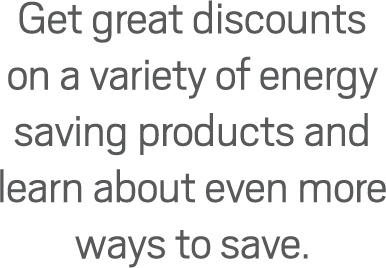 Get great discounts
on a variety of energy
saving products and
learn about even more
ways to save.